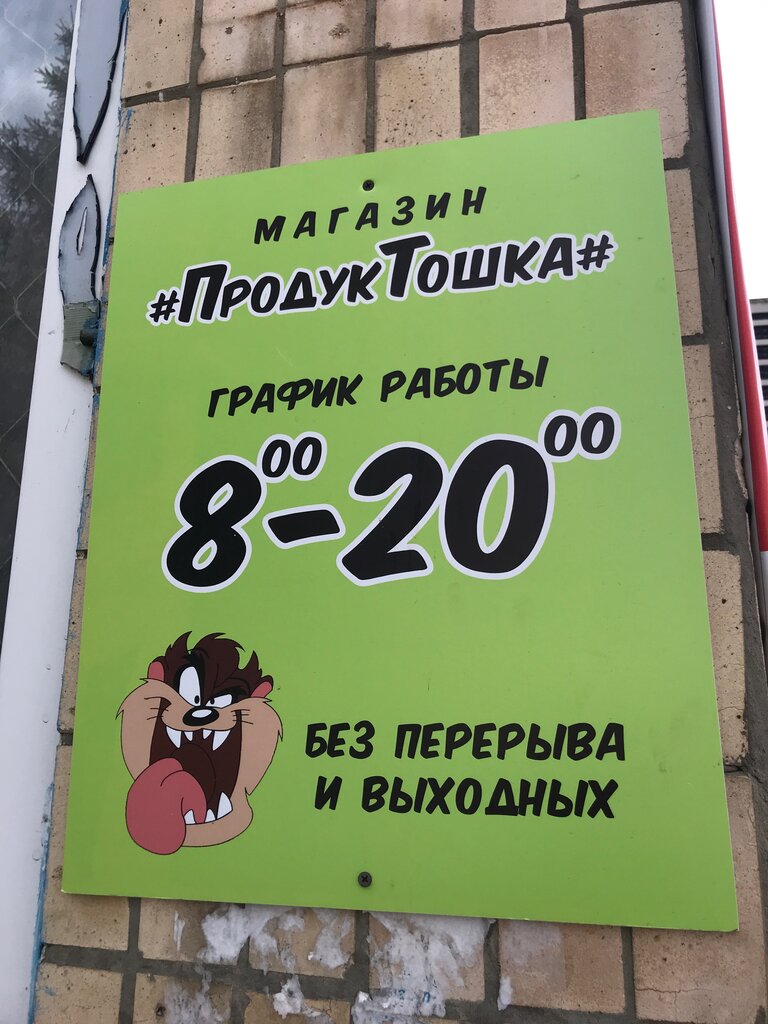 МАГАЗИН
#ПРОДУКТОШКА#
ГРАФИК РАБОТЫ
8⁰⁰-20⁰⁰
БЕЗ ПЕРЕРЫВА
И ВЫХОДНЫХ